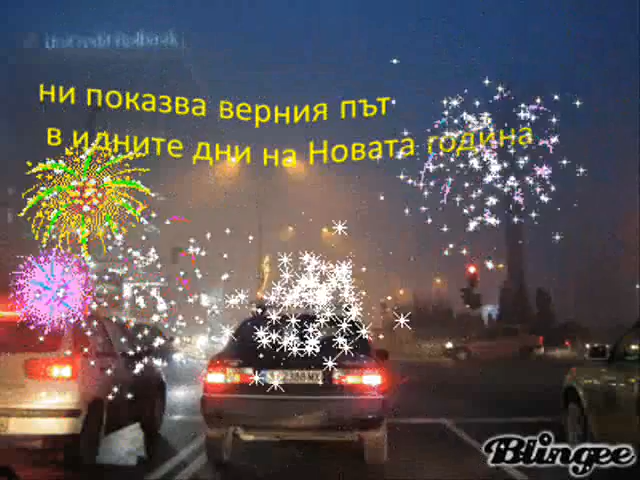 ни показва верния път
в идните дни на Новата година
Blingee